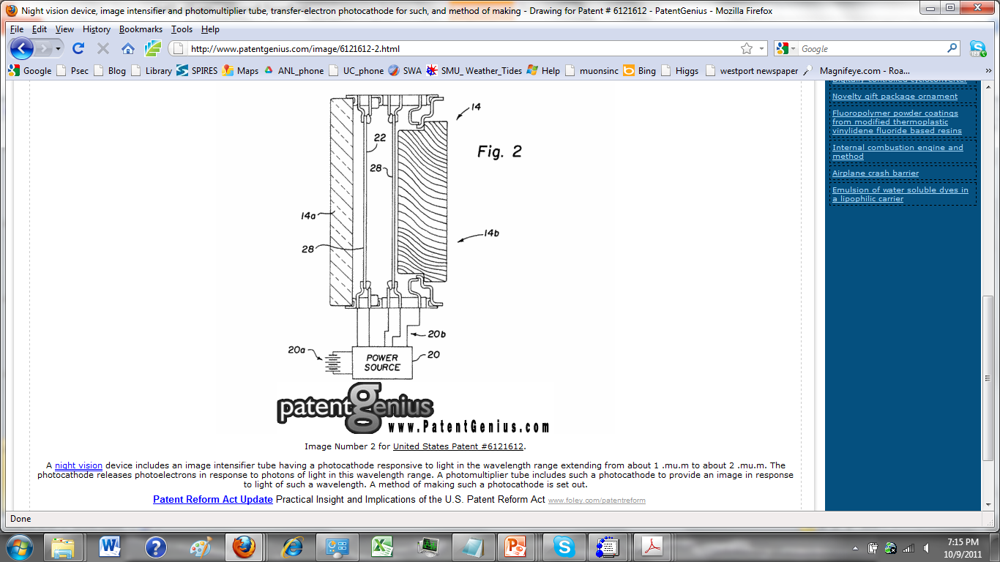 Night vision device, image intensifier and photomultiplier tube, transfer-electron photocathode for such, and method of making - Drawing for Patent # 6121612 - PatentGenius - Mozilla Firefox
File Edit View History Bookmarks Tools Help
http://www.patentgenius.com/image/6121612-2.html
Google
Google Psec Blog Library SPIRES Maps ANL_phone UC_phone SWA SMU_Weather_Tides Help muonsinc Bing Higgs westport newspaper Magnifeye.com - Roa... »
Novelty gift package ornament
Fluoropolymer powder coatings
from modified thermoplastic
vinylidene fluoride based resins
Internal combustion engine and
method
Airplane crash barrier
Emulsion of water soluble dyes in
a lipophilic carrier
14
22
Fig. 2
28
14a
14b
28
20b
20a
20
POWER
SOURCE
patentgenius
www.PatentGenius.com
Image Number 2 for United States Patent #6121612.
A night vision device includes an image intensifier tube having a photocathode responsive to light in the wavelength range extending from about 1 .mu.m to about 2 .mu.m. The
photocathode releases photoelectrons in response to photons of light in this wavelength range. A photomultiplier tube includes such a photocathode to provide an image in response
to light of such a wavelength. A method of making such a photocathode is set out.
Patent Reform Act Update Practical Insight and Implications of the U.S. Patent Reform Act www.foley.com/patentreform
Done
7:15 PM
10/9/2011